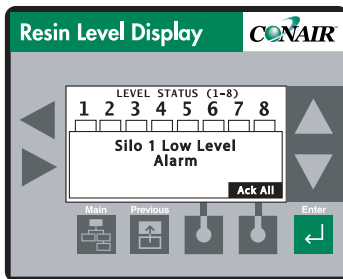 Resin Level Display CONAIR
LEVEL STATUS (1-8)
1 2 3 4 5 6 7 8
Silo 1 Low Level
Alarm
Ack All
Main Previous Enter